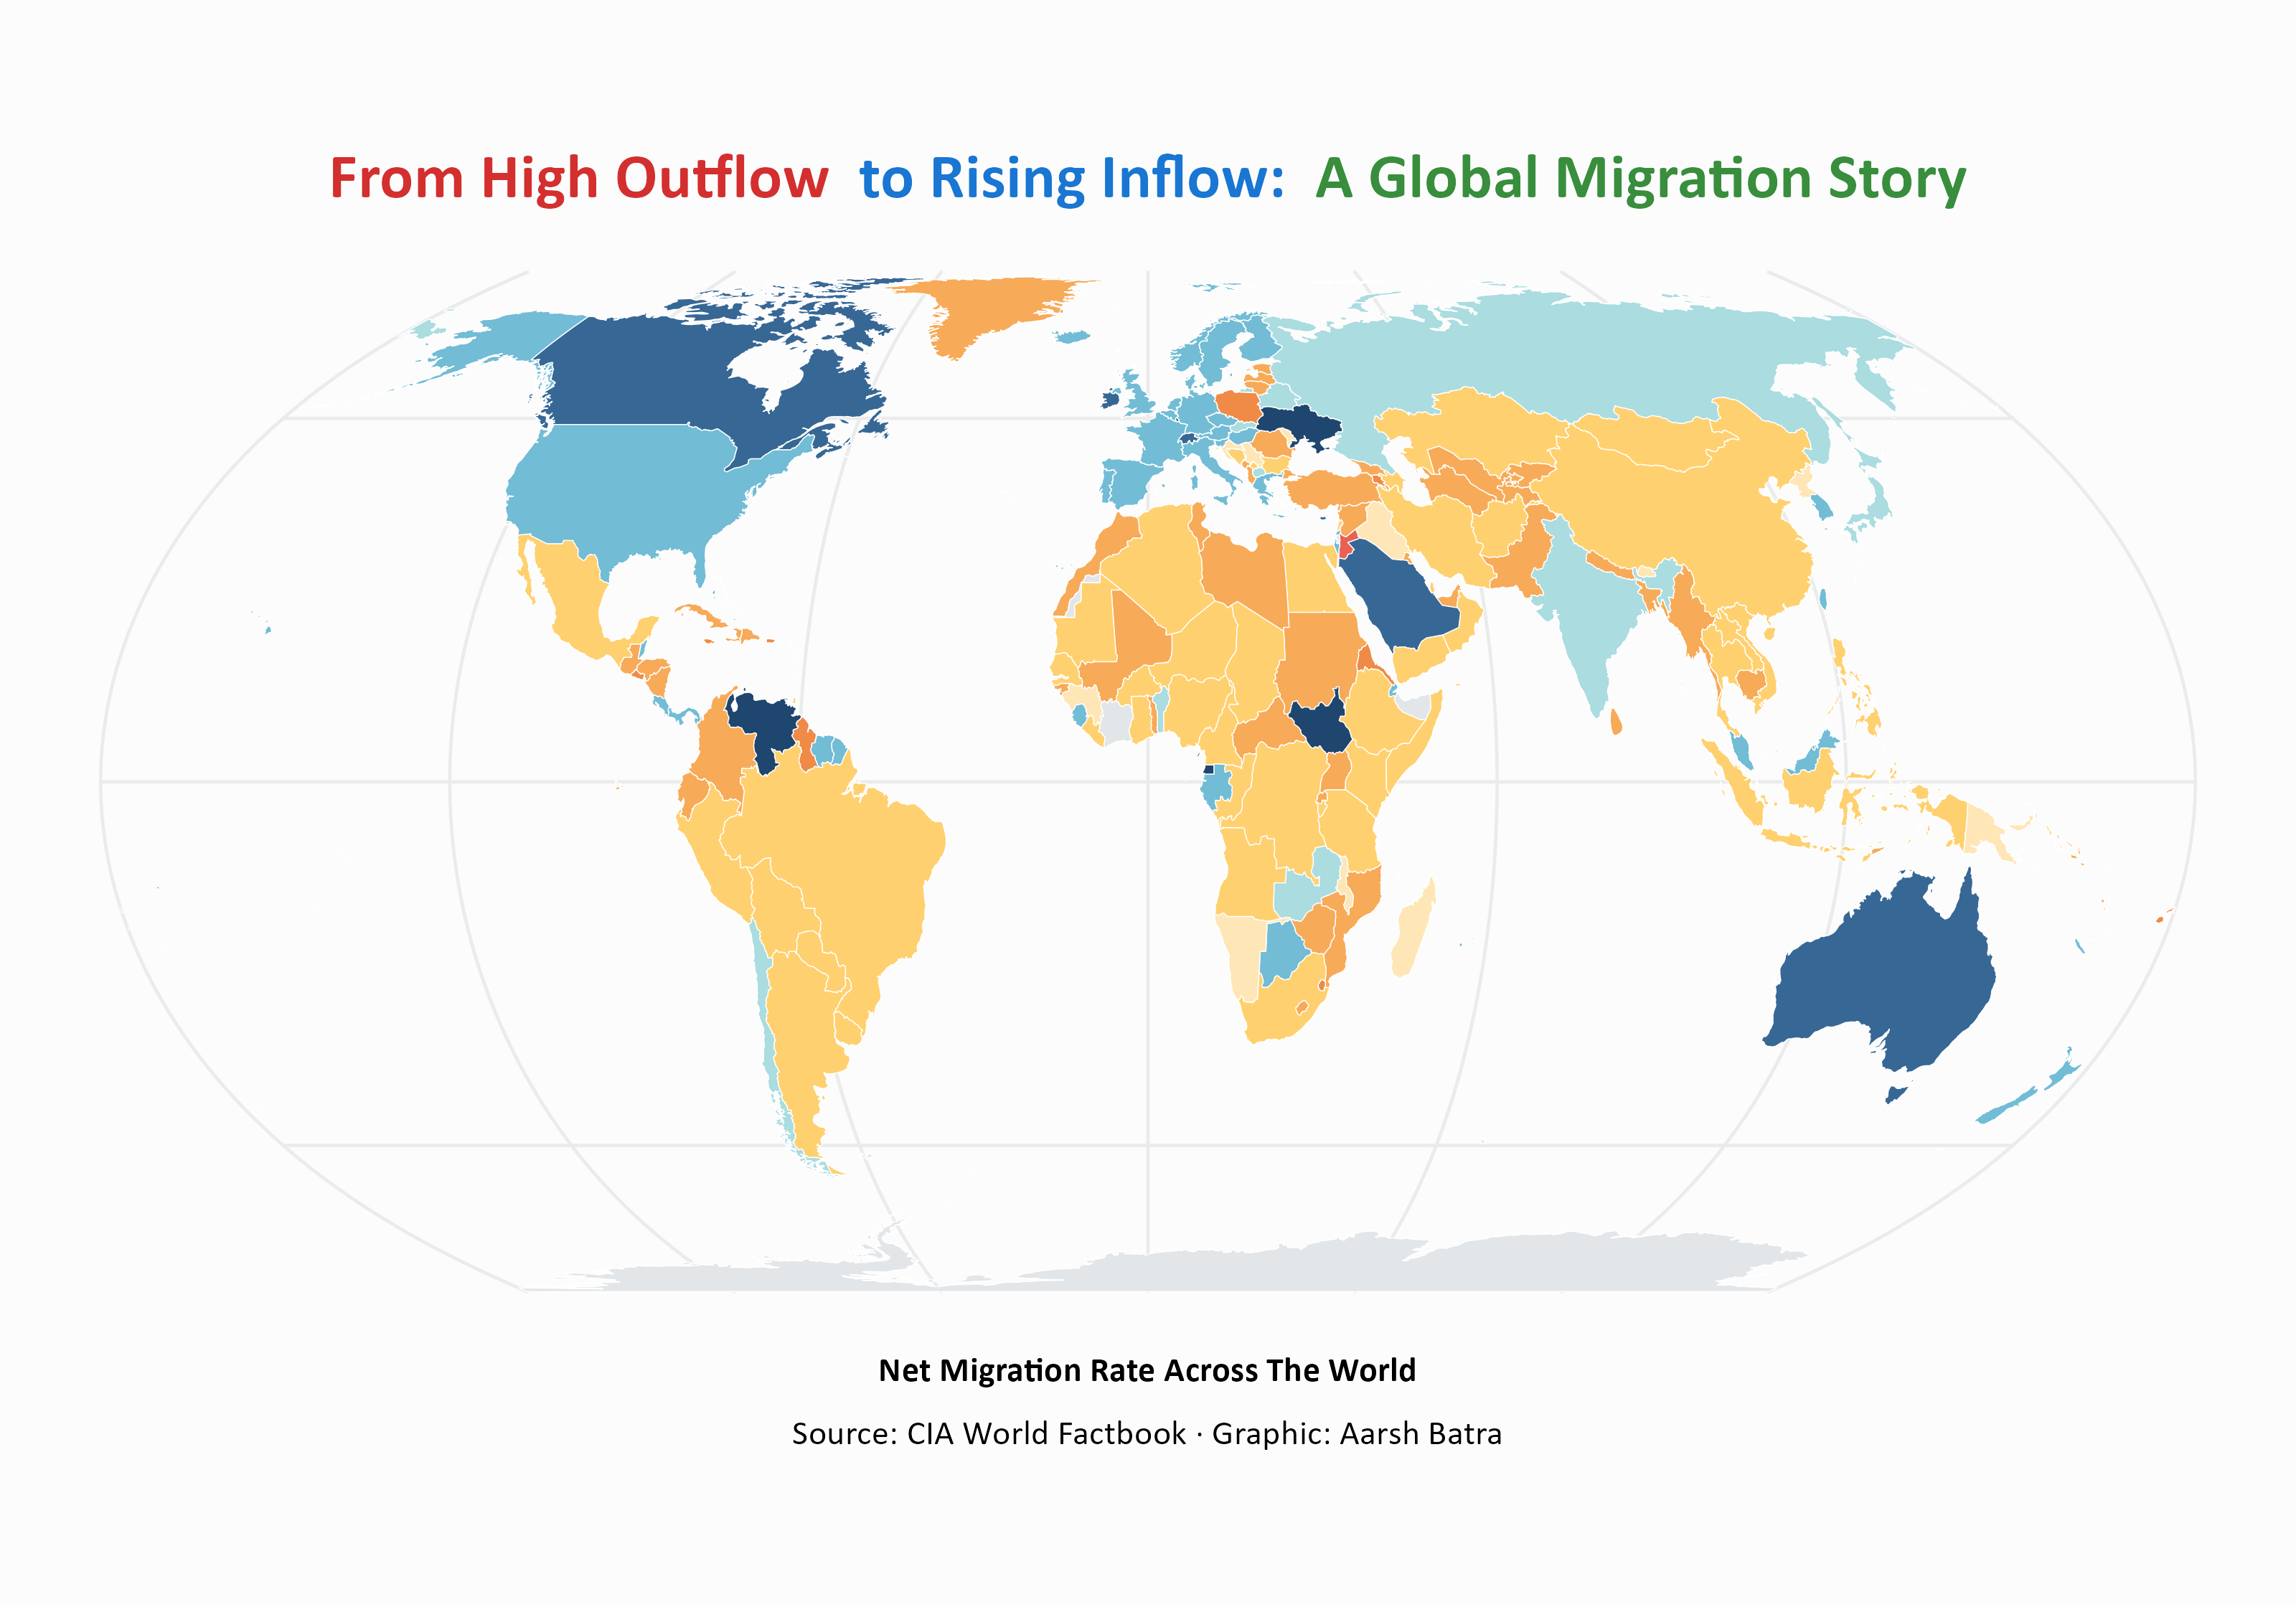 From High Outflow to Rising Inflow: A Global Migration Story
Net Migration Rate Across The World
Source: CIA World Factbook · Graphic: Aarsh Batra